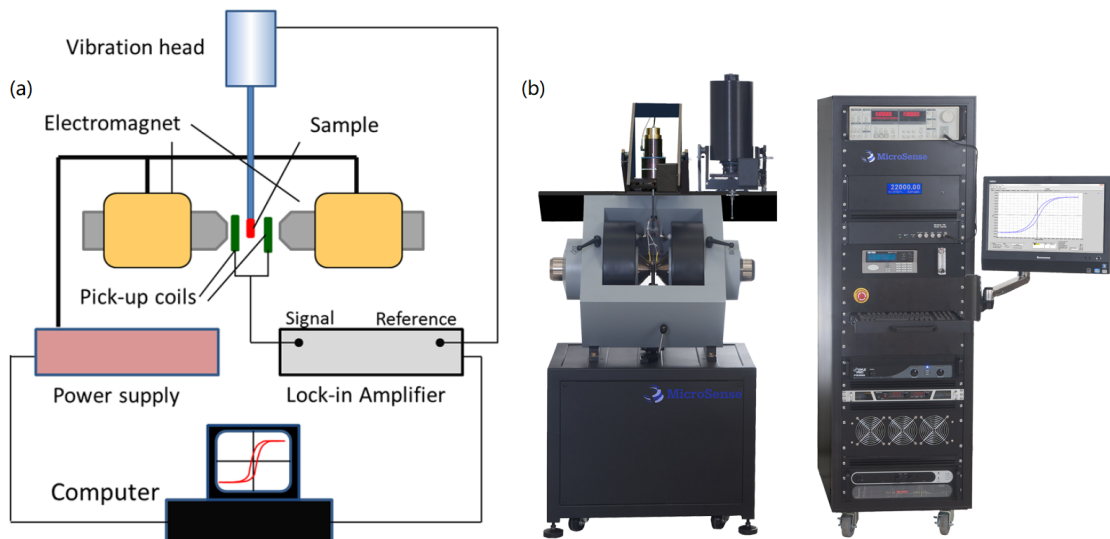 (a)
Vibration head
Electromagnet
Sample
Pick-up coils
Signal
Reference
Power supply
Lock-in Amplifier
Computer
(b)
MicroSense
MicroSense
22000.00